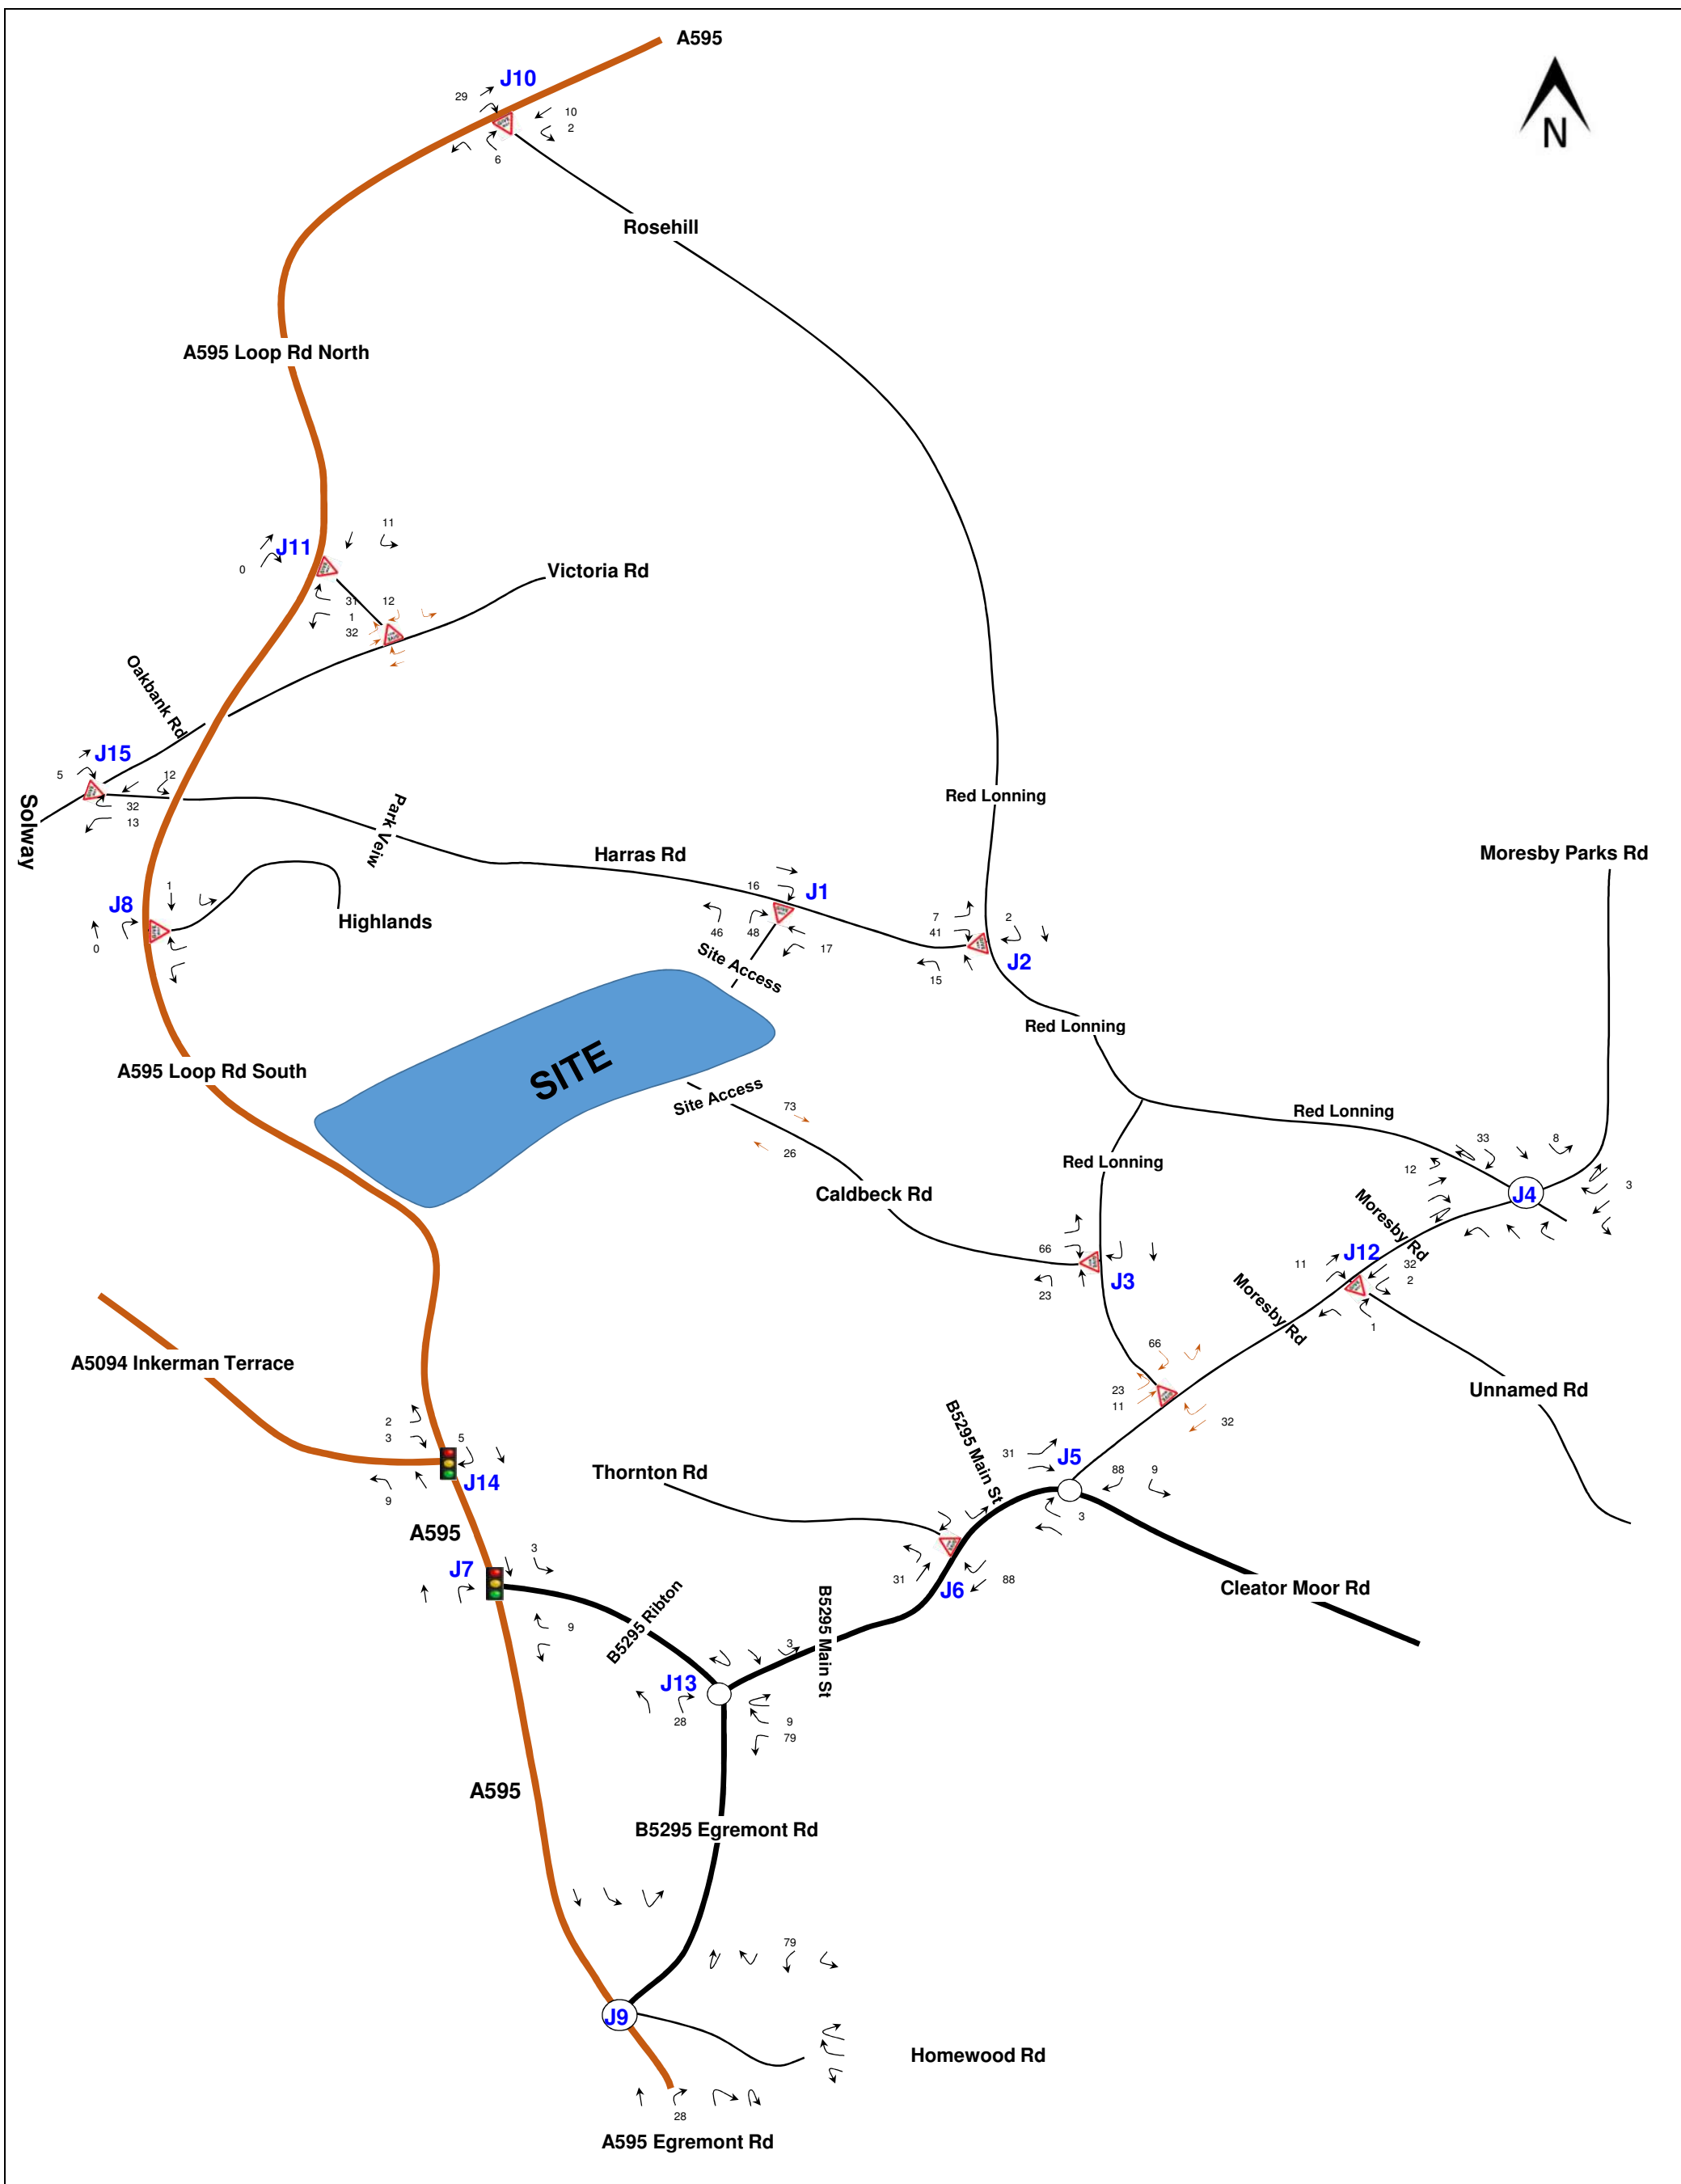 A595
J10
29
10
2
6
N
Rosehill
A595 Loop Rd North
11
J11
0
31
12
1
32
Victoria Rd
Oakbank Rd
J15
5
12
32
13
Solway
Park Veiw
Red Lonning
Harras Rd
Moresby Parks Rd
J8
1
0
Highlands
16
J1
46
48
17
Site Access
7
2
41
J2
15
Red Lonning
A595 Loop Rd South
SITE
Site Access
73
26
Red Lonning
Red Lonning
33
8
12
3
J4
Caldbeck Rd
Moresby Rd
66
J3
23
J12
11
32
2
1
Moresby Rd
66
23
11
32
Unnamed Rd
A5094 Inkerman Terrace
2
3
5
J14
9
B5295 Main St
31
J5
88
9
3
Thornton Rd
A595
J7
3
9
31
J6
88
Cleator Moor Rd
B5295 Ribton
B5295 Main St
3
J13
28
9
79
A595
B5295 Egremont Rd
79
J9
Homewood Rd
28
A595 Egremont Rd